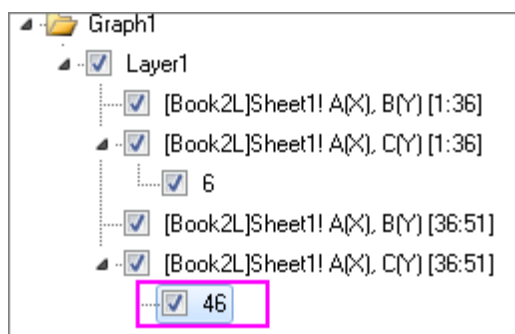 Graph1
Layer1
[Book2L]Sheet1! A(X), B(Y) [1:36]
[Book2L]Sheet1! A(X), C(Y) [1:36]
6
[Book2L]Sheet1! A(X), B(Y) [36:51]
[Book2L]Sheet1! A(X), C(Y) [36:51]
46